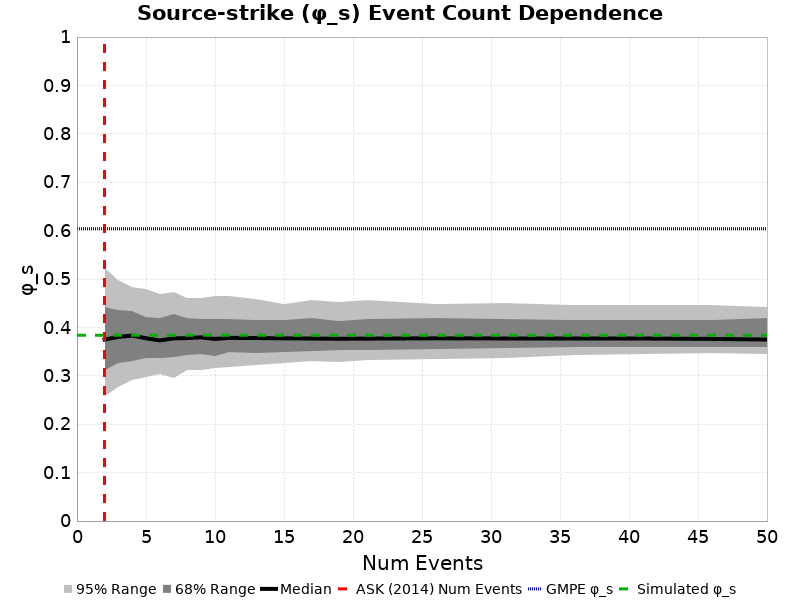 Source-strike (φ_s) Event Count Dependence
1
0.9
0.8
0.7
0.6
0.5
0.4
0.3
0.2
0.1
0
φ_s
0 5 10 15 20 25 30 35 40 45 50
Num Events
95% Range 68% Range Median ASK (2014) Num Events GMPE φ_s Simulated φ_s